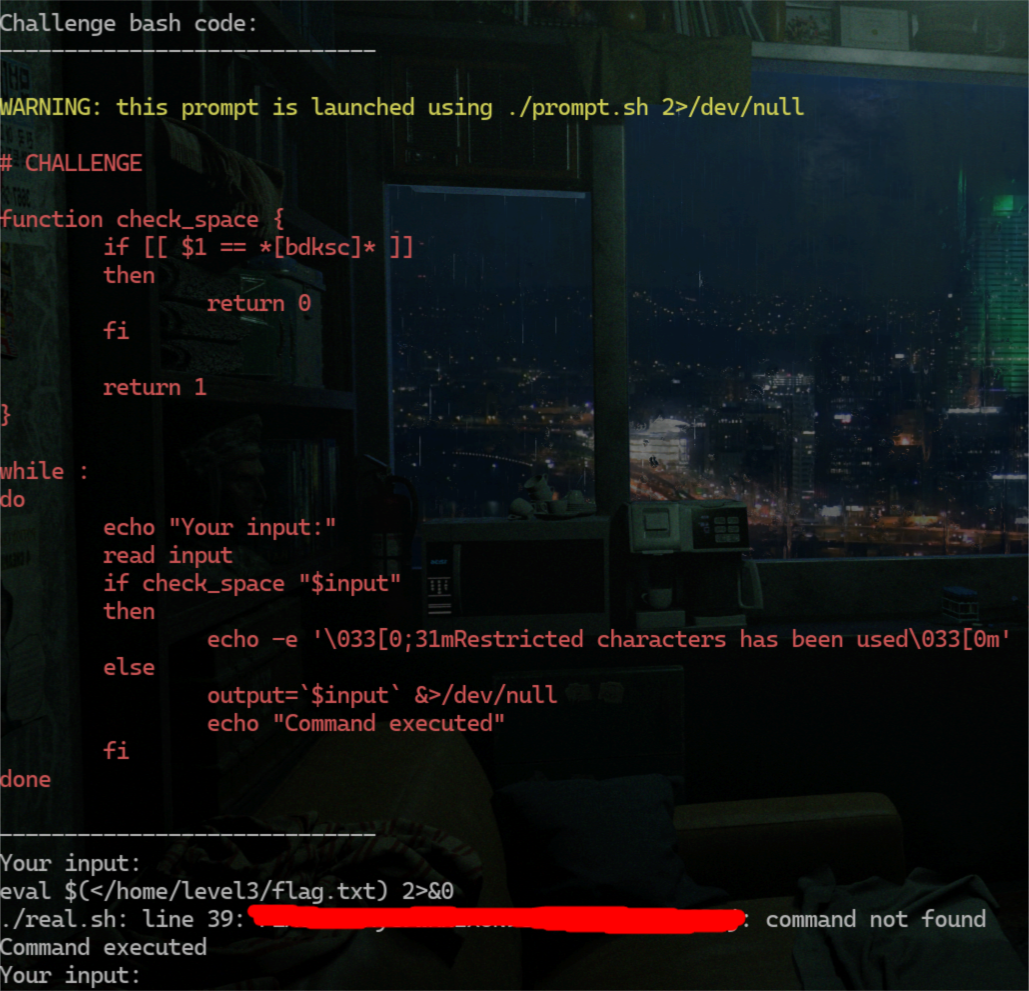 Challenge bash code:
-----------------------------
WARNING: this prompt is launched using ./prompt.sh 2>/dev/null
# CHALLENGE
function check_space {
if [[ $1 == *[bdksc]* ]]
then
return 0
fi
return 1
}
while :
do
echo "Your input:"
read input
if check_space "$input"
then
echo -e '\033[0;31mRestricted characters has been used\033[0m'
else
output=`$input` &>/dev/null
echo "Command executed"
fi
done
-----------------------------
Your input:
eval $(</home/level3/flag.txt) 2>&0
./real.sh: line 39: : command not found
Command executed
Your input: